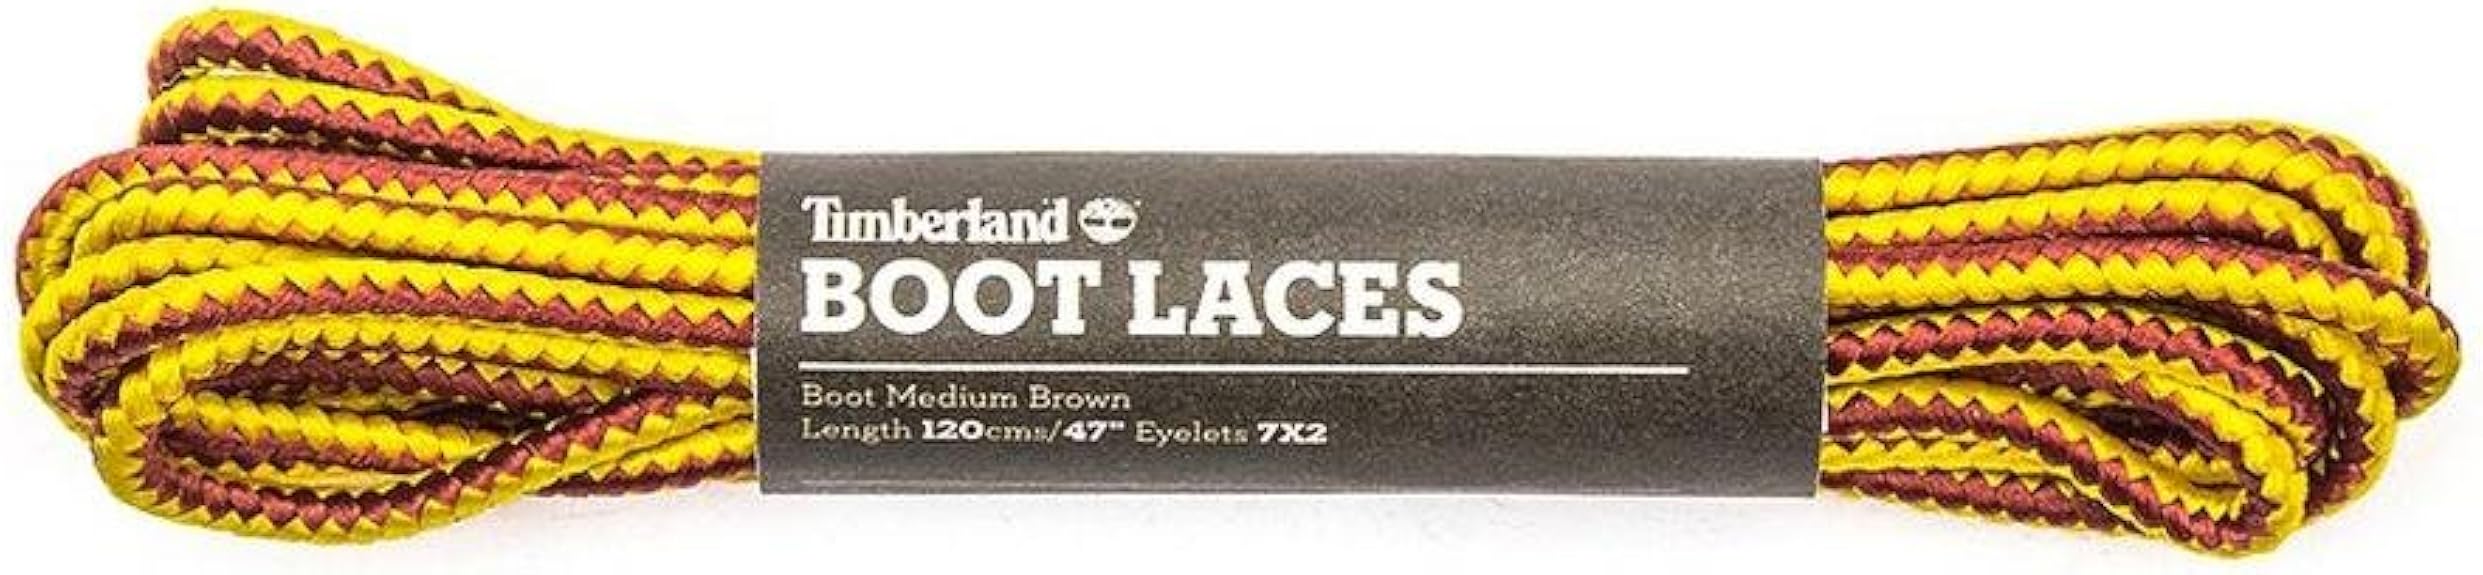 Timberland
BOOT LACES
Boot Medium Brown
Length 120cms/47" Eyelets 7X2